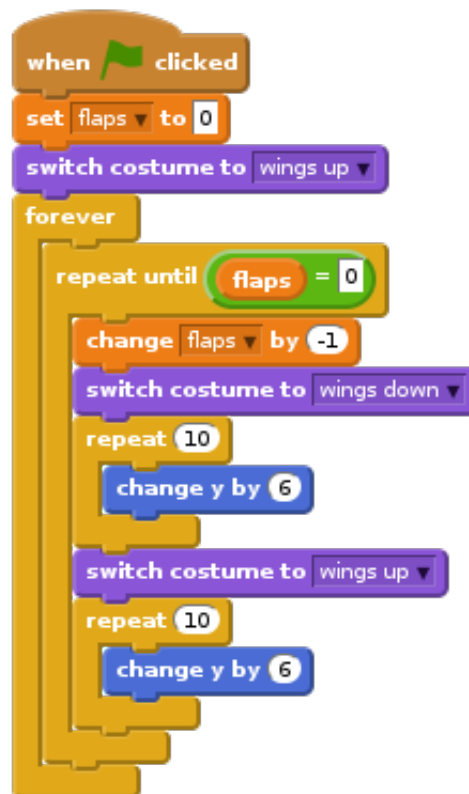 when clicked
set flaps to 0
switch costume to wings up
forever
repeat until flaps = 0
change flaps by -1
switch costume to wings down
repeat 10
change y by 6
switch costume to wings up
repeat 10
change y by 6